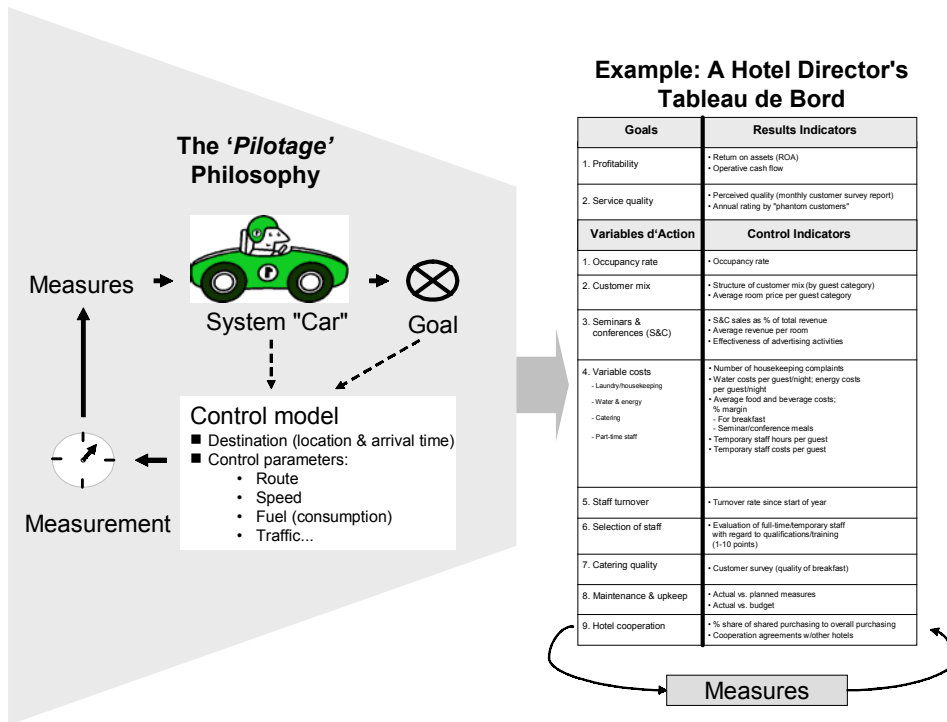 The 'Pilotage'
Philosophy
Measures
System "Car"
Goal
Control model
■ Destination (location & arrival time)
■ Control parameters:
• Route
• Speed
• Fuel (consumption)
• Traffic...
Measurement
Example: A Hotel Director's
Tableau de Bord
Goals
Results Indicators
1. Profitability
• Return on assets (ROA)
• Operative cash flow
2. Service quality
• Perceived quality (monthly customer survey report)
• Annual rating by "phantom customers"
Variables d'Action
Control Indicators
1. Occupancy rate
• Occupancy rate
2. Customer mix
• Structure of customer mix (by guest category)
• Average room price per guest category
3. Seminars &
conferences (S&C)
• S&C sales as % of total revenue
• Average revenue per room
• Effectiveness of advertising activities
4. Variable costs
- Laundry/housekeeping
- Water & energy
- Catering
- Part-time staff
• Number of housekeeping complaints
• Water costs per guest/night; energy costs
per guest/night
• Average food and beverage costs;
% margin
- For breakfast
- Seminar/conference meals
• Temporary staff hours per guest
• Temporary staff costs per guest
5. Staff turnover
• Turnover rate since start of year
6. Selection of staff
• Evaluation of full-time/temporary staff
with regard to qualifications/training
(1-10 points)
7. Catering quality
• Customer survey (quality of breakfast)
8. Maintenance & upkeep
• Actual vs. planned measures
• Actual vs. budget
9. Hotel cooperation
• % share of shared purchasing to overall purchasing
• Cooperation agreements w/other hotels
Measures